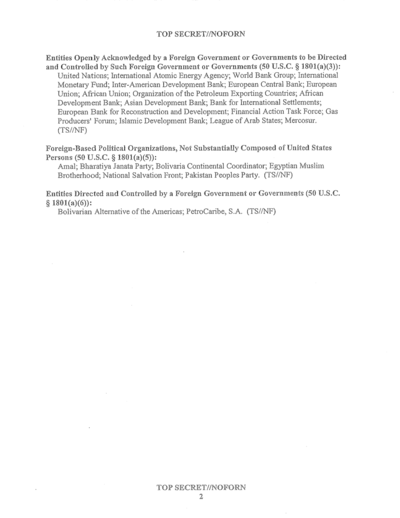 TOP SECRET//NOFORN
Entities Openly Acknowledged by a Foreign Government or Governments to be Directed
and Controlled by Such Foreign Government or Governments (50 U.S.C. § 1801(a)(3)):
United Nations; International Atomic Energy Agency; World Bank Group; International
Monetary Fund; Inter-American Development Bank; European Central Bank; European
Union; African Union; Organization of the Petroleum Exporting Countries; African
Development Bank; Asian Development Bank; Bank for International Settlements;
European Bank for Reconstruction and Development; Financial Action Task Force; Gas
Producers' Forum; Islamic Development Bank; League of Arab States; Mercosur.
(TS//NF)
Foreign-Based Political Organizations, Not Substantially Composed of United States
Persons (50 U.S.C. § 1801(a)(5)):
Amal; Bharatiya Janata Party; Bolivaria Continental Coordinator; Egyptian Muslim
Brotherhood; National Salvation Front; Pakistan Peoples Party. (TS//NF)
Entities Directed and Controlled by a Foreign Government or Governments (50 U.S.C.
§ 1801(a)(6)):
Bolivarian Alternative of the Americas; PetroCaribe, S.A. (TS//NF)
TOP SECRET//NOFORN
2